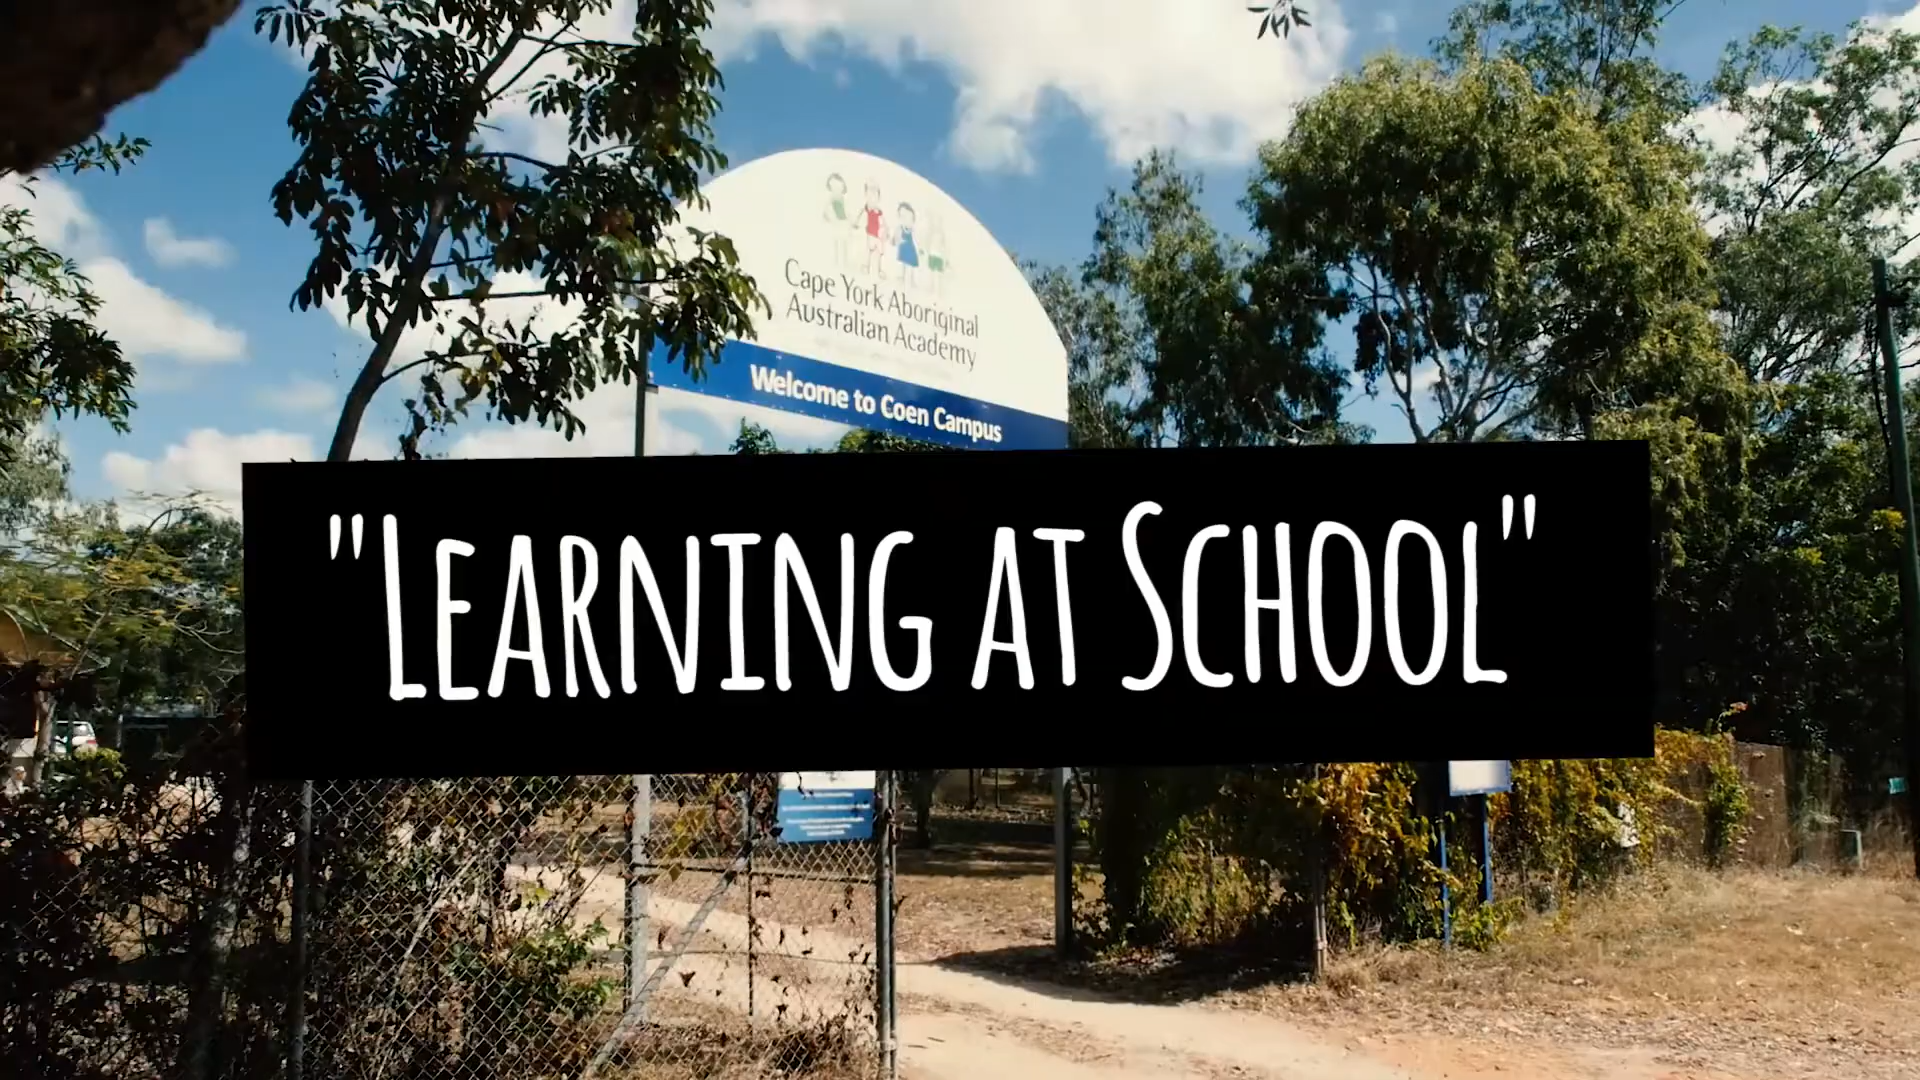 Cape York Aboriginal
Australian Academy
Welcome to Coen Campus
"LEARNING AT SCHOOL"